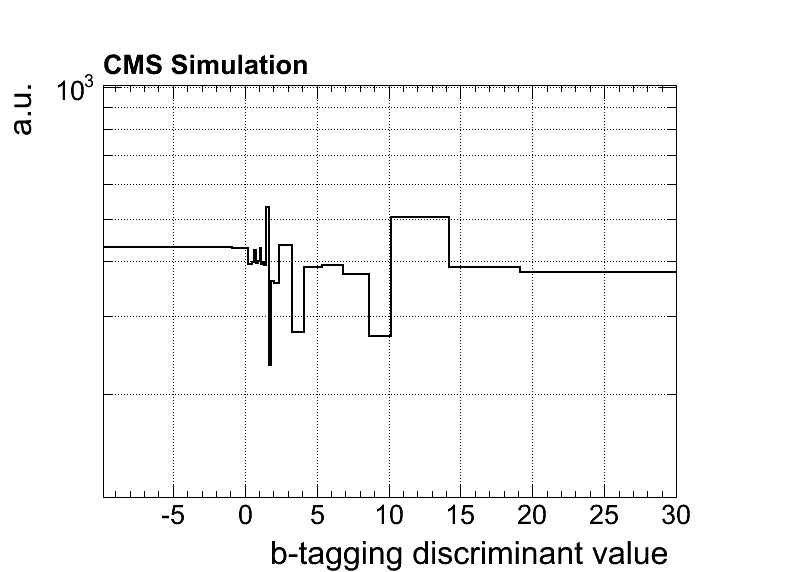 CMS Simulation
a.u.
10³
-5 0 5 10 15 20 25 30
b-tagging discriminant value